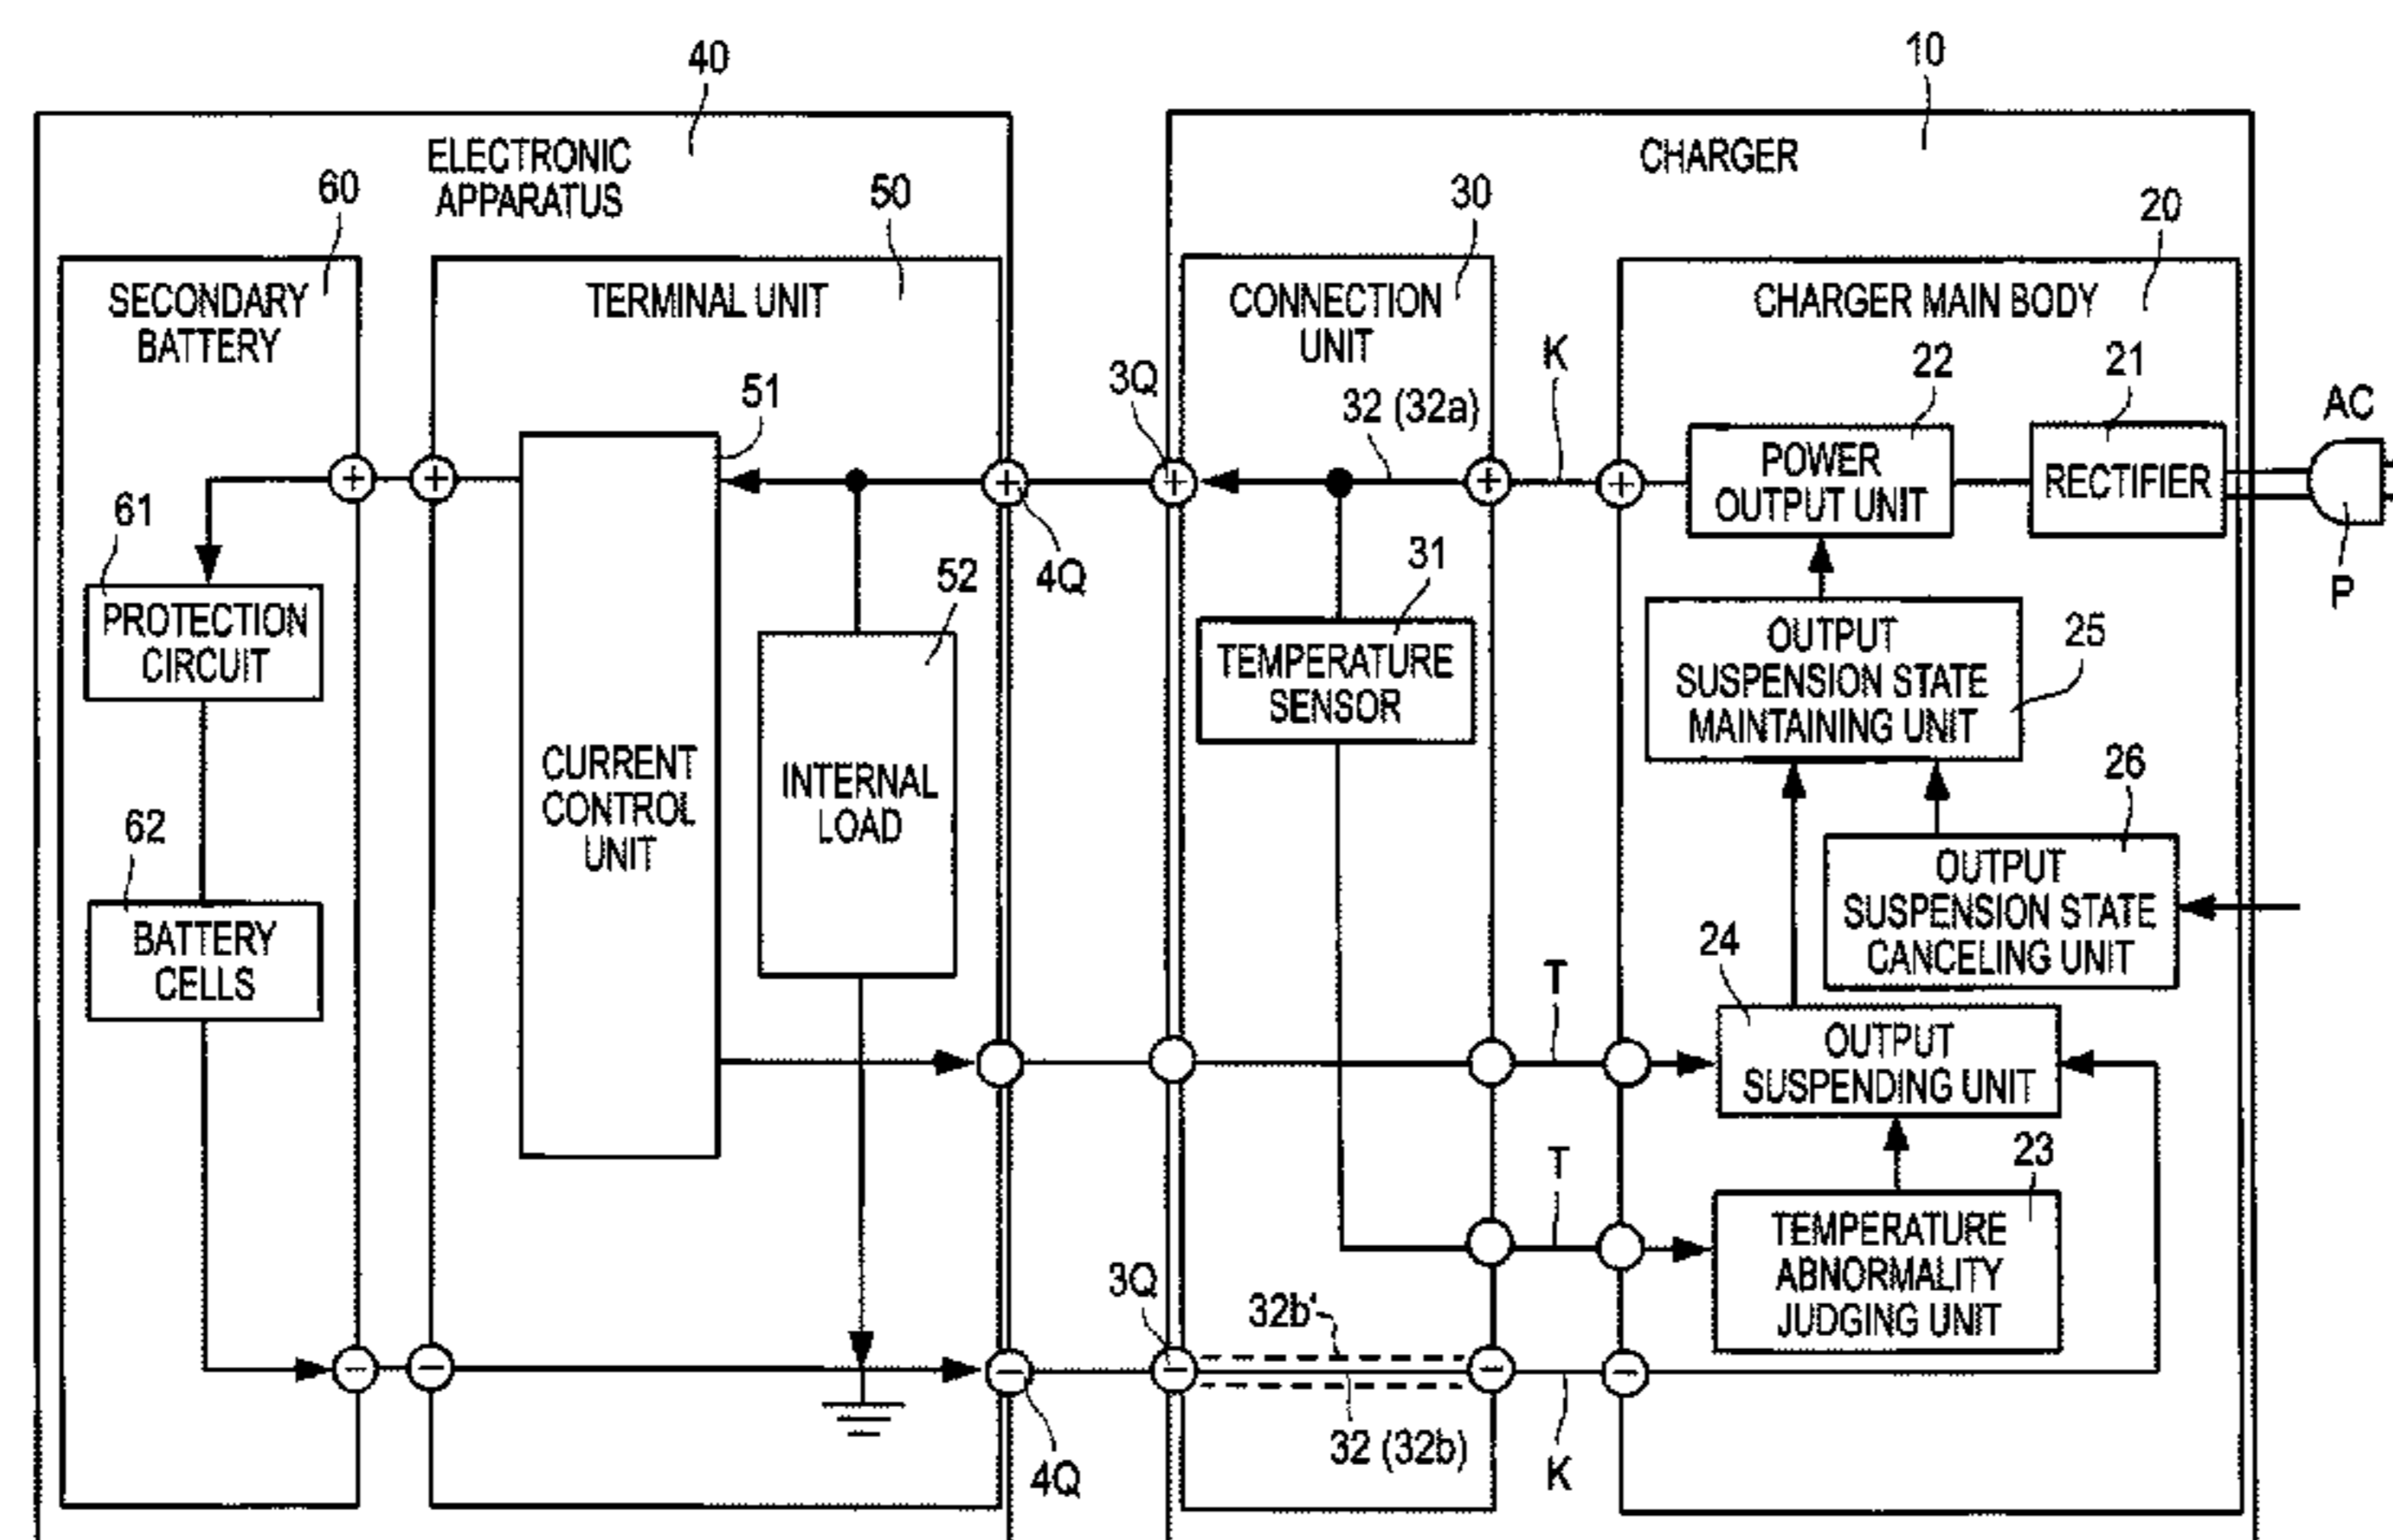 40
10
ELECTRONIC
APPARATUS
CHARGER
60
50
30
20
SECONDARY
BATTERY
TERMINAL UNIT
CONNECTION
UNIT
CHARGER MAIN BODY
51
3Q
32 (32a)
K
22
21
AC
+
+
+
+
+
+
POWER
OUTPUT UNIT
RECTIFIER
P
61
4Q
52
31
PROTECTION
CIRCUIT
TEMPERATURE
SENSOR
OUTPUT
SUSPENSION STATE
MAINTAINING UNIT
25
CURRENT
CONTROL
UNIT
INTERNAL
LOAD
26
62
OUTPUT
SUSPENSION STATE
CANCELING UNIT
BATTERY
CELLS
24
T
OUTPUT
SUSPENDING UNIT
T
23
TEMPERATURE
ABNORMALITY
JUDGING UNIT
3Q
32b'
−
−
−
−
−
−
4Q
32 (32b)
K